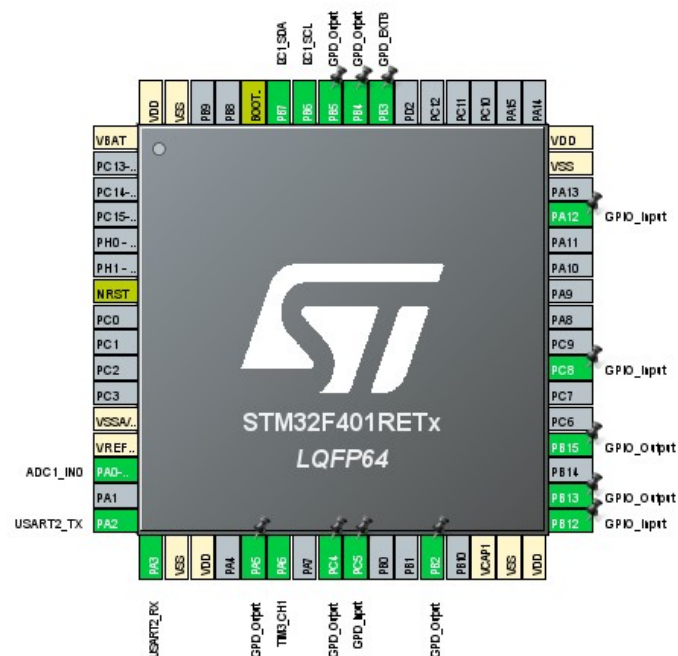 I2C1_SDA
I2C1_SCL
GPIO_Output
GPIO_Output
GPIO_EXTI3
VDD
VSS
PB9
PB8
BOOT..
PB7
PB6
PB5
PB4
PB3
PD2
PC12
PC11
PC10
PA15
PA14
VBAT
PC13-..
PC14-..
PC15-..
PH0-..
PH1-..
NRST
PC0
PC1
PC2
PC3
VSSA/..
VREF..
ADC1_IN0 PA0-..
PA1
USART2_TX PA2
VDD
VSS
PA13
PA12 GPIO_Input
PA11
PA10
PA9
PA8
PC9
PC8 GPIO_Input
PC7
PC6
PB15 GPIO_Output
PB14
PB13 GPIO_Output
PB12 GPIO_Input
STM32F401RETx
LQFP64
PA3
VSS
VDD
PA4
PA5
PA6
PA7
PC4
PC5
PB0
PB1
PB2
PB10
VCAP1
VSS
VDD
USART2_RX
GPIO_Output
TIM3_CH1
GPIO_Output
GPIO_Input
GPIO_Output